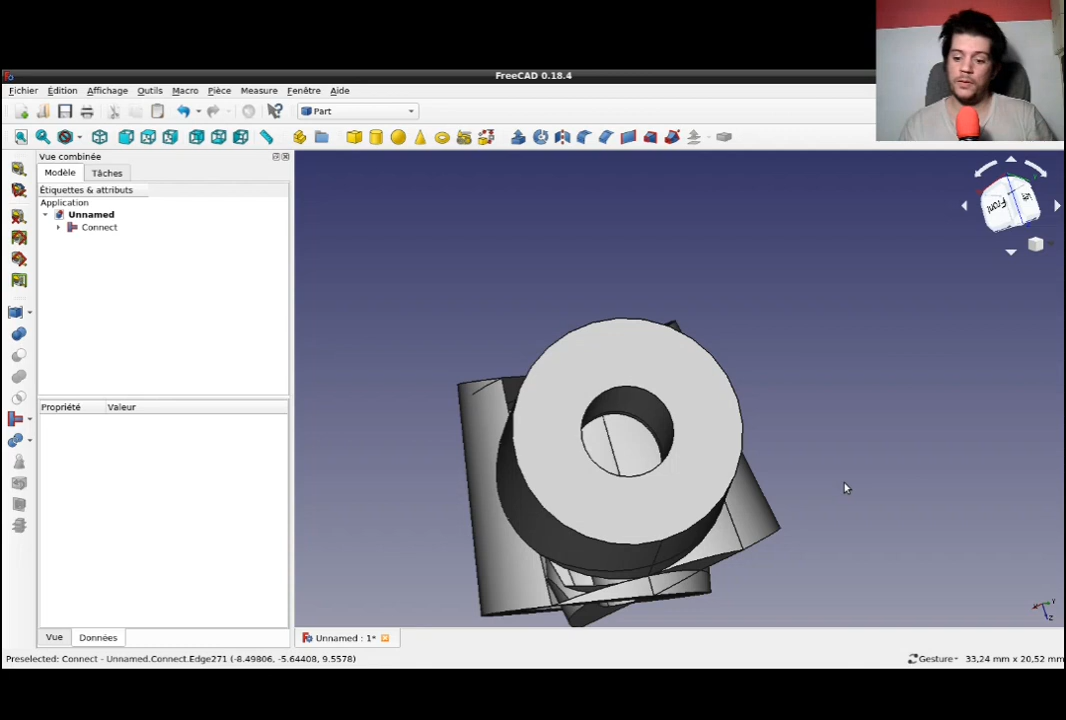 FreeCAD 0.18.4
Fichier Édition Affichage Outils Macro Pièce Measure Fenêtre Aide
Part
Vue combinée
Modèle Tâches
Étiquettes & attributs
Application
Unnamed
Connect
Front
Propriété Valeur
Y
Z
Vue Données
Unnamed : 1*
Preselected: Connect - Unnamed.Connect.Edge271 (-8.49806, -5.64408, 9.5578)
Gesture 33,24 mm x 20,52 mm